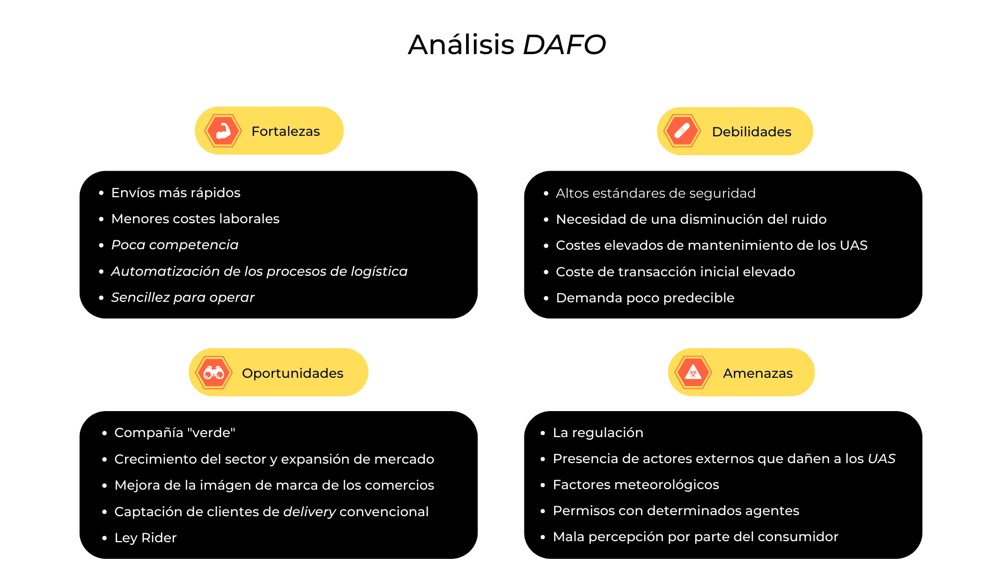 Análisis DAFO
Fortalezas
• Envíos más rápidos
• Menores costes laborales
• Poca competencia
• Automatización de los procesos de logística
• Sencillez para operar
Debilidades
• Altos estándares de seguridad
• Necesidad de una disminución del ruido
• Costes elevados de mantenimiento de los UAS
• Coste de transacción inicial elevado
• Demanda poco predecible
Oportunidades
• Compañía "verde"
• Crecimiento del sector y expansión de mercado
• Mejora de la imágen de marca de los comercios
• Captación de clientes de delivery convencional
• Ley Rider
Amenazas
• La regulación
• Presencia de actores externos que dañen a los UAS
• Factores meteorológicos
• Permisos con determinados agentes
• Mala percepción por parte del consumidor